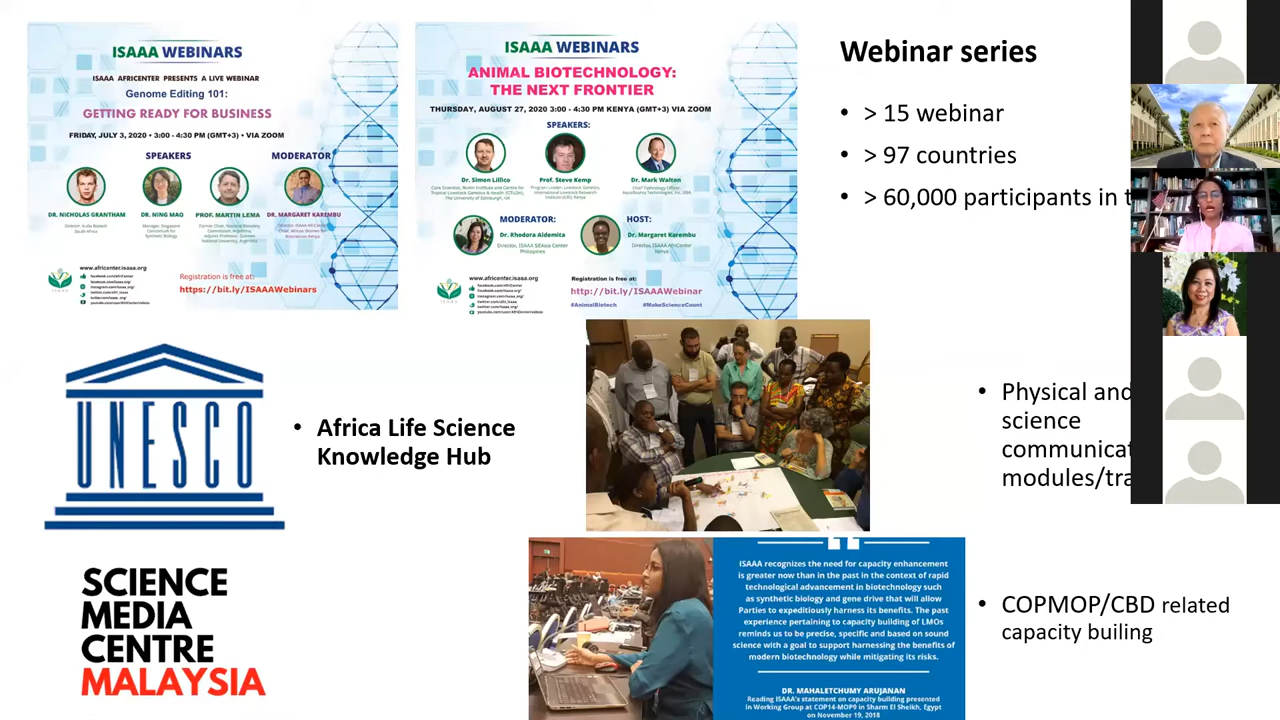 ISAAA WEBINARS
ISAAA AFRICENTER PRESENTS A LIVE WEBINAR
Genome Editing 101:
GETTING READY FOR BUSINESS
FRIDAY, JULY 3, 2020 • 3:00 - 4:30 PM (GMT+3) • VIA ZOOM
SPEAKERS
MODERATOR
DR. NICHOLAS GRANTHAM
DR. NING MAO
PROF. MARTIN LEMA
DR. MARGARET KAREMBU
South Africa
www.africenter.isaaa.org
Registration is free at:
https://bit.ly/ISAAAWebinars
ISAAA WEBINARS
ANIMAL BIOTECHNOLOGY:
THE NEXT FRONTIER
THURSDAY, AUGUST 27, 2020 3:00 - 4:30 PM KENYA (GMT+3) VIA ZOOM
SPEAKERS:
Dr. Simon Lillico
Prof. Steve Kemp
Dr. Mark Walton
MODERATOR:
Dr. Rhodora Aldemita
Director, ISAAA SEAsia Center
Philippines
HOST:
Dr. Margaret Karembu
Director, ISAAA AfriCenter
Kenya
www.africenter.isaaa.org
Registration is free at:
http://bit.ly/ISAAAWebinar
#AnimalBiotech
#MakeScienceCount
Webinar series
• > 15 webinar
• > 97 countries
• > 60,000 participants in
UNESCO
• Africa Life Science
Knowledge Hub
• Physical and
science
modules/
SCIENCE
MEDIA
CENTRE
MALAYSIA
ISAAA recognizes the need for capacity enhancement
is greater now than in the past in the context of rapid
technological advancement in biotechnology such
as synthetic biology and gene drive that will allow
Parties to expeditiously harness its benefits. The past
experience pertaining to capacity building of LMOs
reminds us to be precise, specific and based on sound
science with a goal to support harnessing the benefits of
modern biotechnology while mitigating its risks.
DR. MAHALETCHUMY ARUJANAN
Reading ISAAA's statement on capacity building presented
in Working Group at COP14-MOP9 in Sharm El Sheikh, Egypt
on November 19, 2018
• COPMOP/CBD related
capacity builing